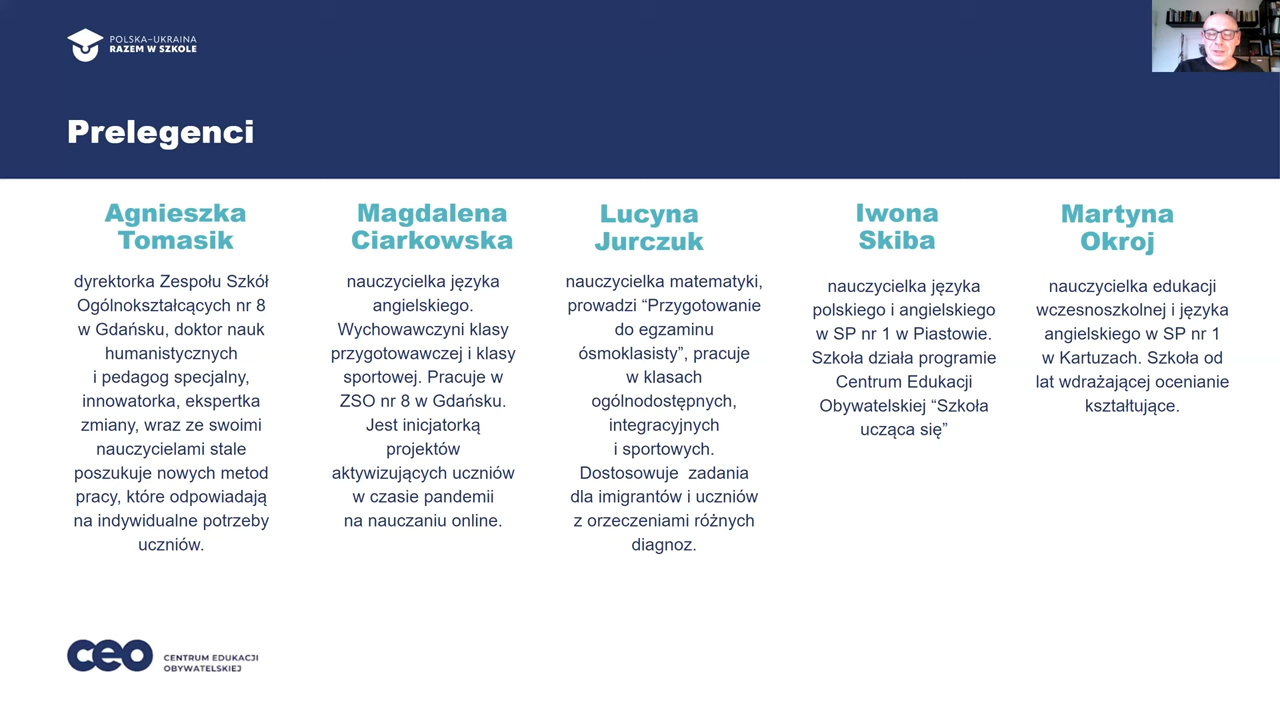 POLSKA–UKRAINA
RAZEM W SZKOLE
Prelegenci
Agnieszka
Tomasik
dyrektorka Zespołu Szkół
Ogólnokształcących nr 8
w Gdańsku, doktor nauk
humanistycznych
i pedagog specjalny,
innowatorka, ekspertka
zmiany, wraz ze swoimi
nauczycielami stale
poszukuje nowych metod
pracy, które odpowiadają
na indywidualne potrzeby
uczniów.
Magdalena
Ciarkowska
nauczycielka języka
angielskiego.
Wychowawczyni klasy
przygotowawczej i klasy
sportowej. Pracuje w
ZSO nr 8 w Gdańsku.
Jest inicjatorką
projektów
aktywizujących uczniów
w czasie pandemii
na nauczaniu online.
Lucyna
Jurczuk
nauczycielka matematyki,
prowadzi “Przygotowanie
do egzaminu
ósmoklasisty”, pracuje
w klasach
ogólnodostępnych,
integracyjnych
i sportowych.
Dostosowuje  zadania
dla imigrantów i uczniów
z orzeczeniami różnych
diagnoz.
Iwona
Skiba
nauczycielka języka
polskiego i angielskiego
w SP nr 1 w Piastowie.
Szkoła działa programie
Centrum Edukacji
Obywatelskiej “Szkoła
ucząca się”
Martyna
Okroj
nauczycielka edukacji
wczesnoszkolnej i języka
angielskiego w SP nr 1
w Kartuzach. Szkoła od
lat wdrażającej ocenianie
kształtujące.
ceo
CENTRUM EDUKACJI
OBYWATELSKIEJ